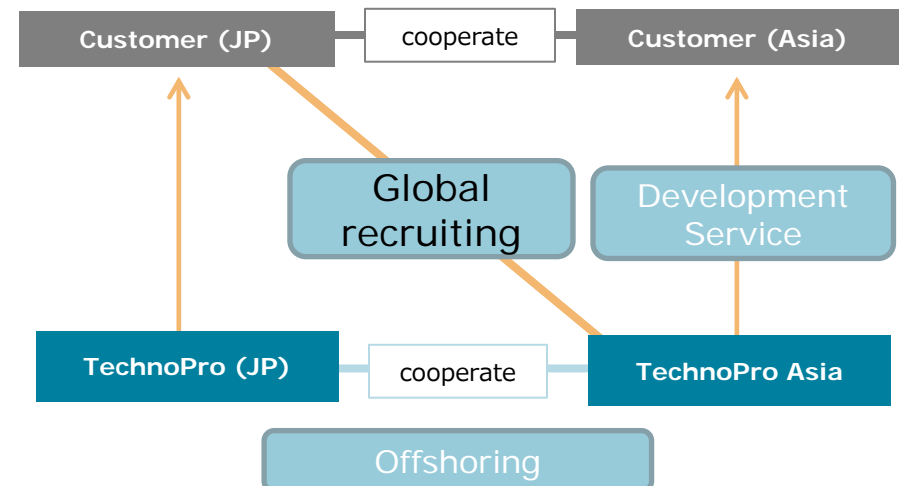 Customer (JP)
cooperate
Customer (Asia)
Global
recruiting
Development
Service
TechnoPro (JP)
cooperate
TechnoPro Asia
Offshoring